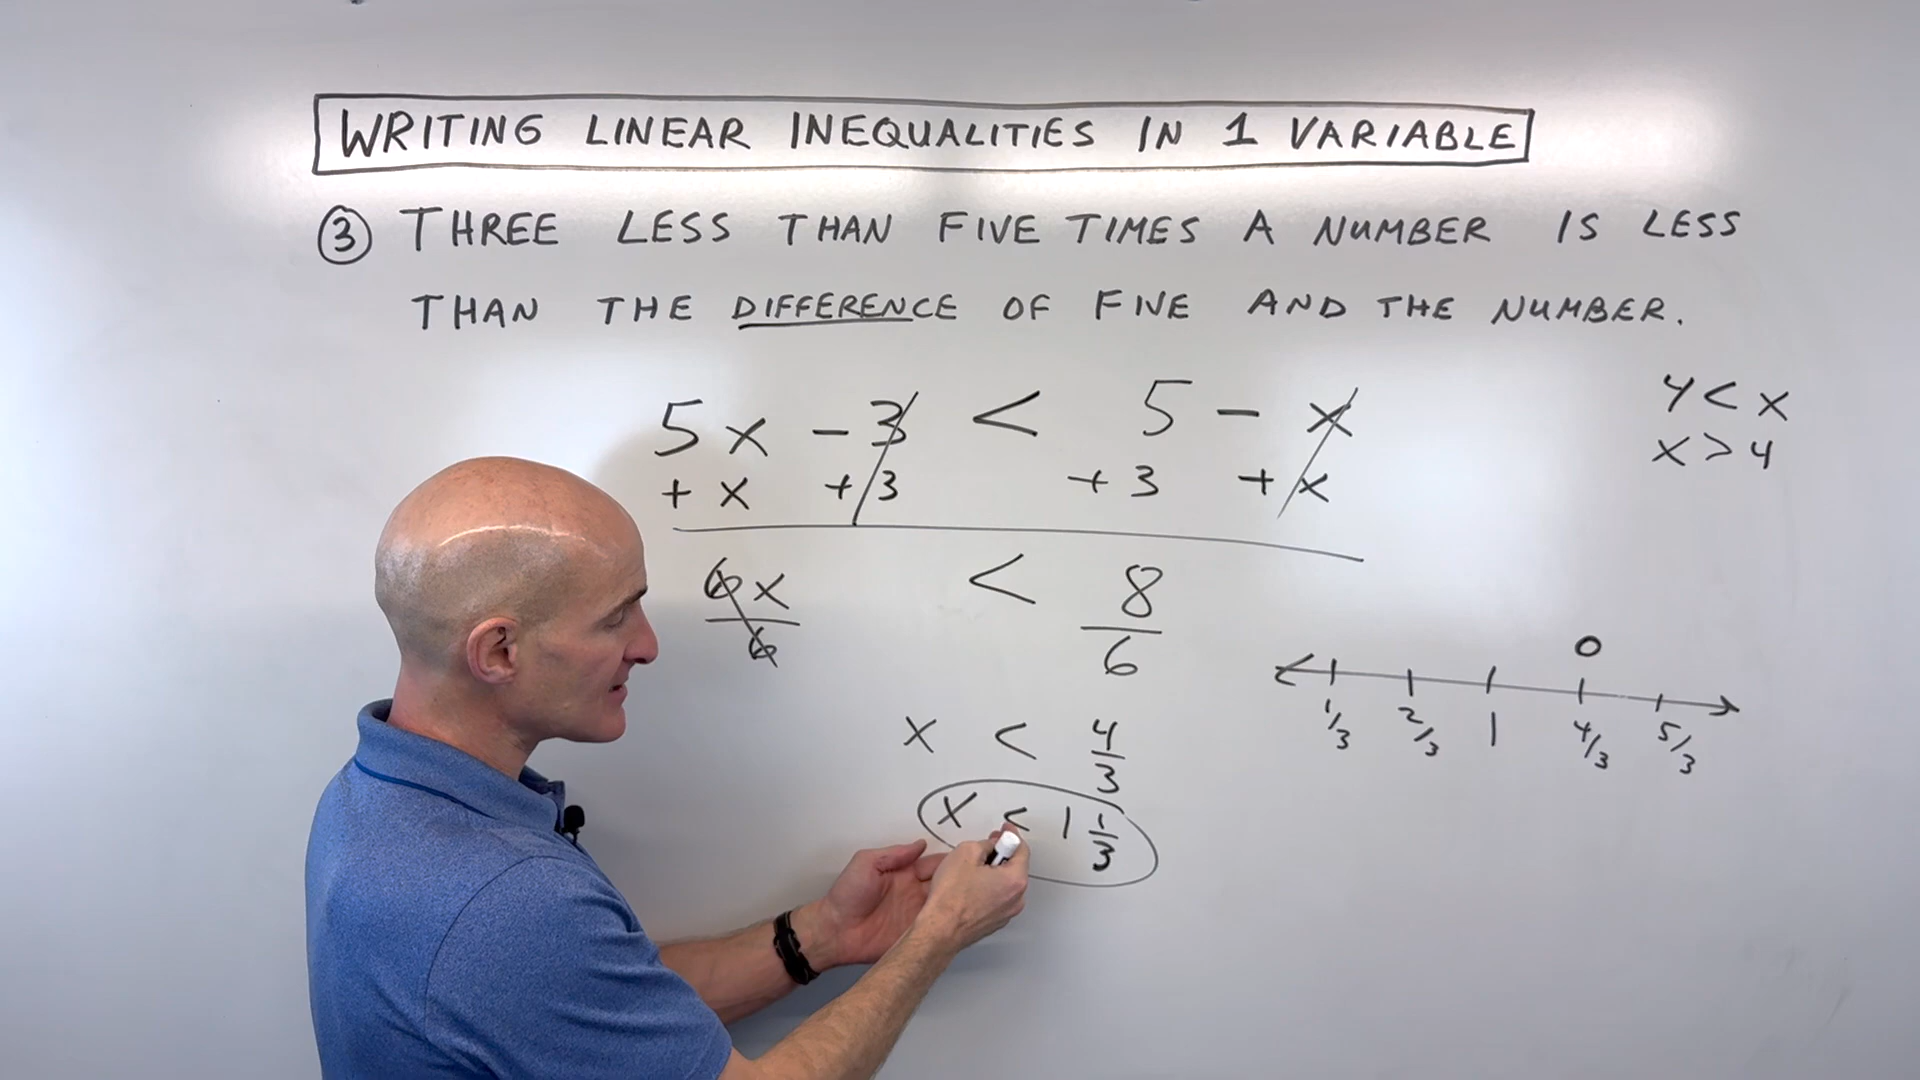 WRITING LINEAR INEQUALITIES IN 1 VARIABLE
③ THREE LESS THAN FIVE TIMES A NUMBER IS LESS
THAN THE DIFFERENCE OF FIVE AND THE NUMBER.
5x - 3 < 5 - x
+ x + 3 + 3 + x
6x/6 < 8/6
x < 4/3
x < 1 1/3
4 < x
x > 4
1/3 2/3 1 4/3 5/3